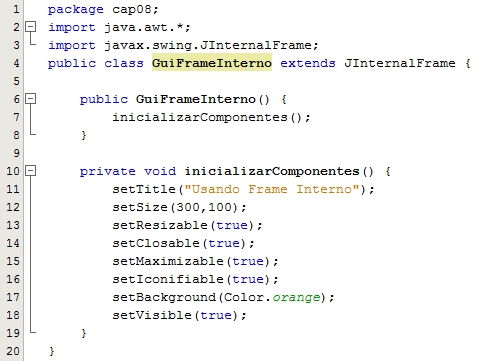 1 package cap08;
2 import java.awt.*;
3 import javax.swing.JInternalFrame;
4 public class GuiFrameInterno extends JInternalFrame {
5
6     public GuiFrameInterno() {
7         inicializarComponentes();
8     }
9
10     private void inicializarComponentes() {
11         setTitle("Usando Frame Interno");
12         setSize(300,100);
13         setResizable(true);
14         setClosable(true);
15         setMaximizable(true);
16         setIconifiable(true);
17         setBackground(Color.orange);
18         setVisible(true);
19     }
20 }